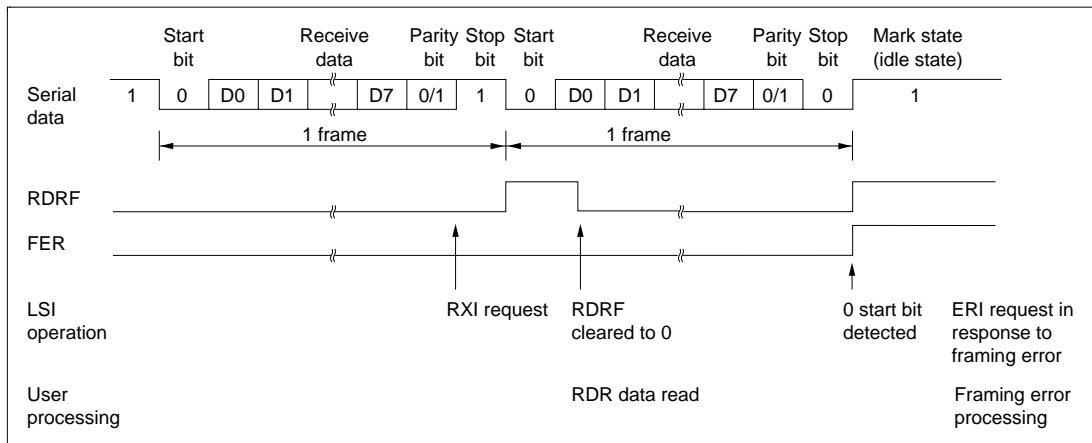 Start bit Receive data Parity bit Stop bit Start bit Receive data Parity bit Stop bit Mark state (idle state)
Serial data 1 0 D0 D1 D7 0/1 1 0 D0 D1 D7 0/1 0 1
1 frame 1 frame
RDRF
FER
LSI operation RXI request RDRF cleared to 0 0 start bit detected ERI request in response to framing error
User processing RDR data read Framing error processing